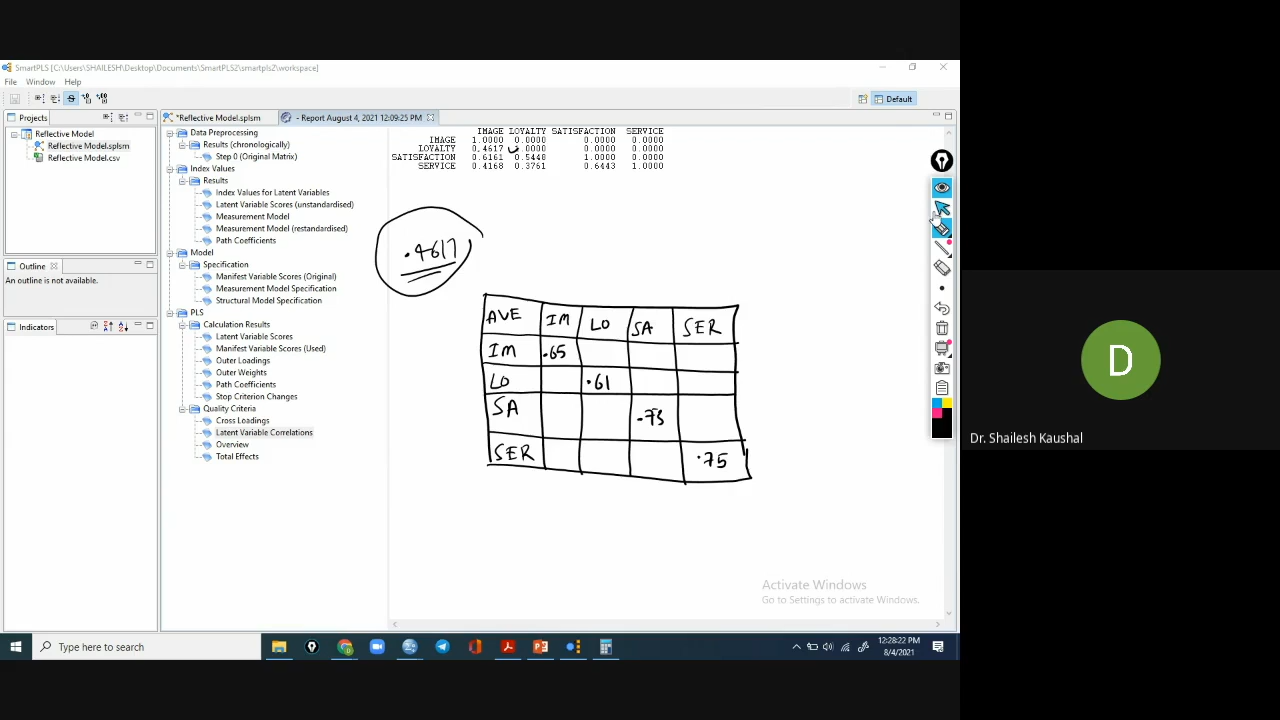 SmartPLS [C:\Users\SHAILESH\Desktop\Documents\SmartPLSZ\smartplsZ\workspace]
File Window Help
Default
Projects
*Reflective Model.splsm
- Report August 4, 2021 12:09:25 PM
Reflective Model
Reflective Model.splsm
Reflective Model.csv
Outline
An outline is not available.
Indicators
Data Preprocessing
Results (chronologically)
Step 0 (Original Matrix)
Index Values
Results
Index Values for Latent Variables
Latent Variable Scores (unstandardised)
Measurement Model
Measurement Model (restandardised)
Path Coefficients
Model
Specification
Manifest Variable Scores (Original)
Measurement Model Specification
Structural Model Specification
PLS
Calculation Results
Latent Variable Scores
Manifest Variable Scores (Used)
Outer Loadings
Outer Weights
Path Coefficients
Stop Criterion Changes
Quality Criteria
Cross Loadings
Latent Variable Correlations
Overview
Total Effects
IMAGE LOYALTY SATISFACTION SERVICE
IMAGE 1.0000 0.0000 0.0000 0.0000
LOYALTY 0.4617 .0000 0.0000 0.0000
SATISFACTION 0.6161 0.5448 1.0000 0.0000
SERVICE 0.4168 0.3761 0.6443 1.0000
.4617
AVE IM LO SA SER
IM .65
LO .61
SA .73
SER .75
Activate Windows
Go to Settings to activate Windows.
D
Dr. Shailesh Kaushal
Type here to search
12:28:22 PM
8/4/2021